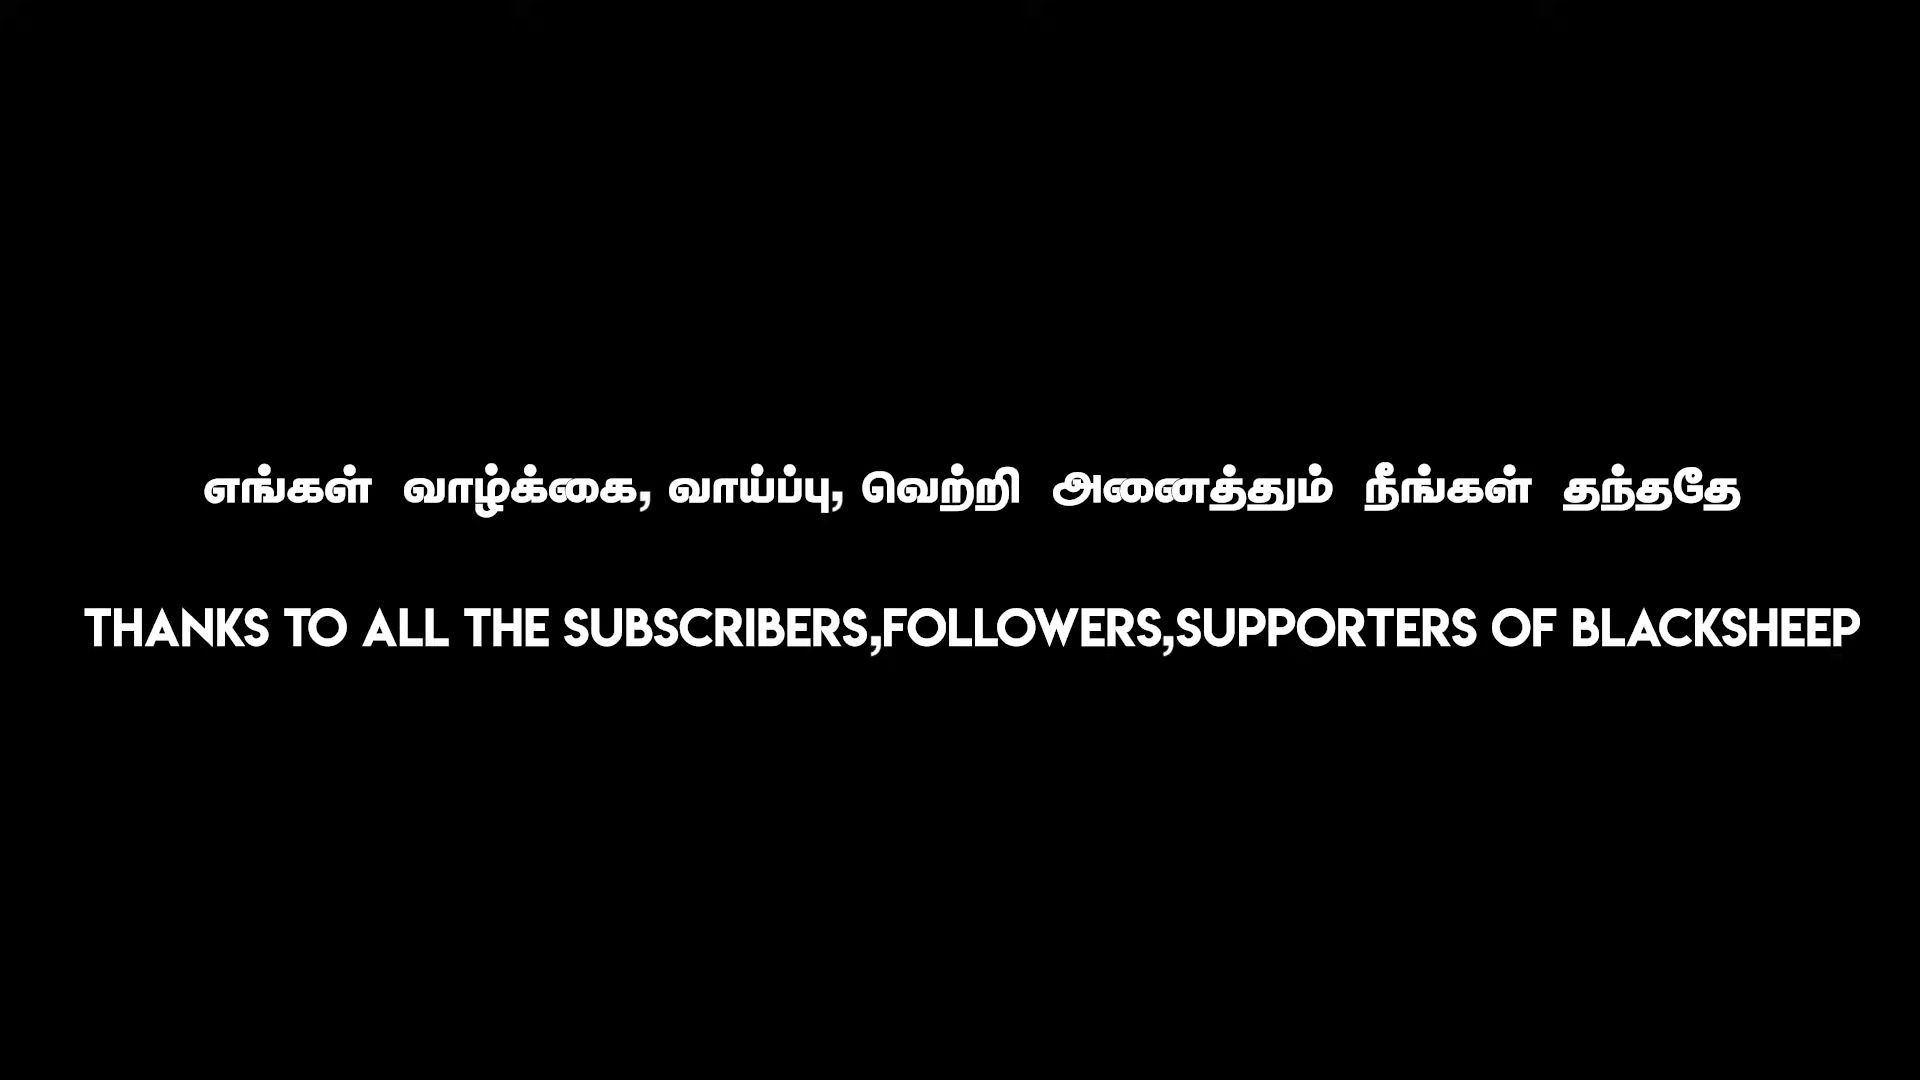 எங்கள் வாழ்க்கை, வாய்ப்பு, வெற்றி அனைத்தும் நீங்கள் தந்ததே
THANKS TO ALL THE SUBSCRIBERS,FOLLOWERS,SUPPORTERS OF BLACKSHEEP